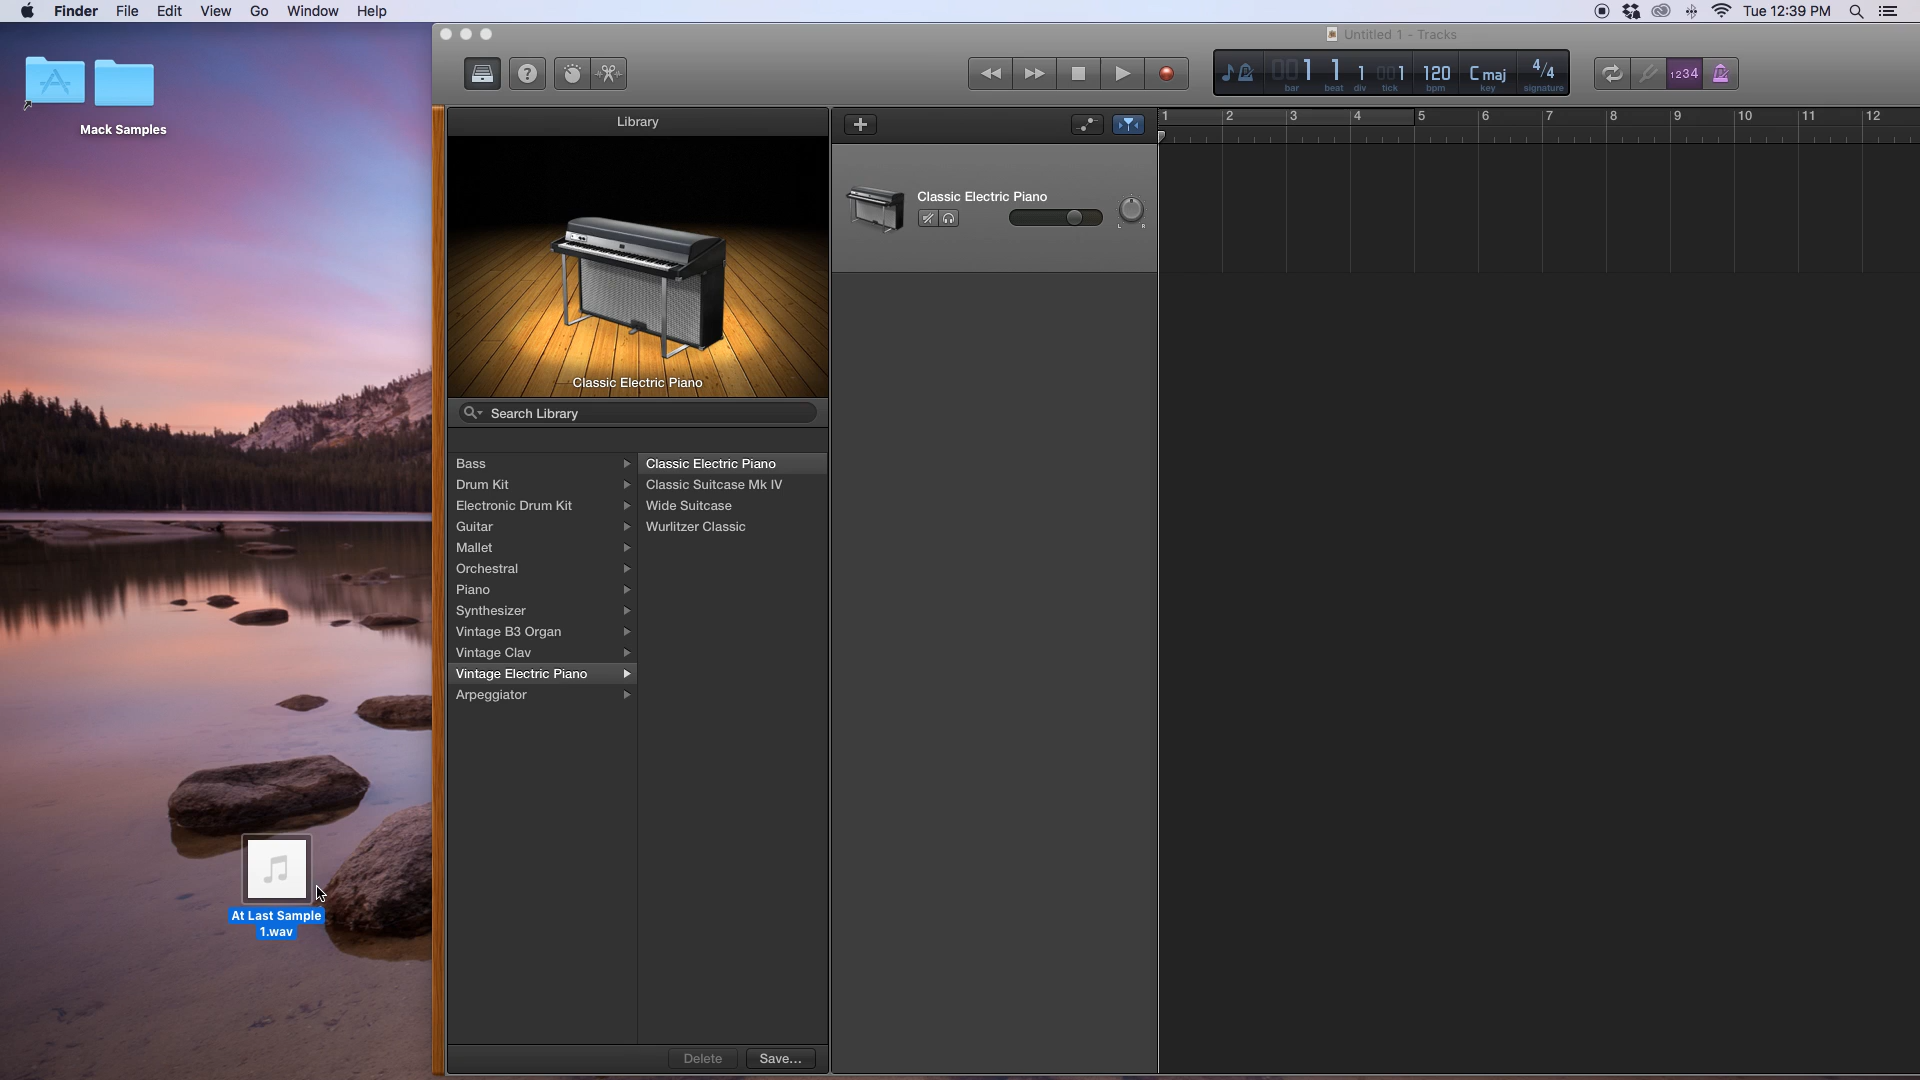 Finder File Edit View Go Window Help
Tue 12:39 PM
Untitled 1 - Tracks
Mack Samples
At Last Sample
1.wav
?
001 1 1 001 120 C maj 4/4
bar beat div tick bpm key signature
1234
Library
Classic Electric Piano
Search Library
Bass
Drum Kit
Electronic Drum Kit
Guitar
Mallet
Orchestral
Piano
Synthesizer
Vintage B3 Organ
Vintage Clav
Vintage Electric Piano
Arpeggiator
Classic Electric Piano
Classic Suitcase Mk IV
Wide Suitcase
Wurlitzer Classic
Delete Save...
Classic Electric Piano
L R
1 2 3 4 5 6 7 8 9 10 11 12